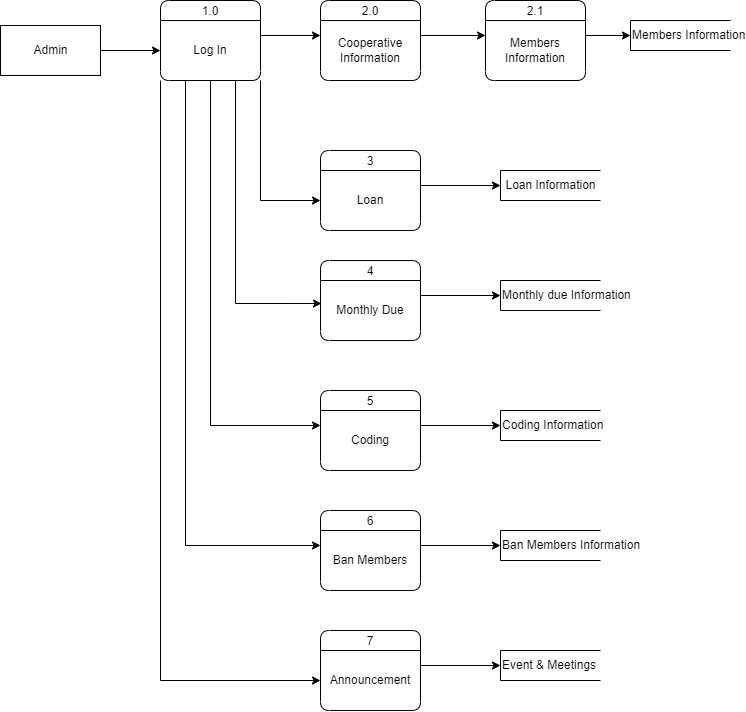 1.0
2.0
2.1
Admin
Log In
Cooperative
Information
Members
Information
Members Information
3
Loan
Loan Information
4
Monthly Due
Monthly due Information
5
Coding
Coding Information
6
Ban Members
Ban Members Information
7
Announcement
Event & Meetings